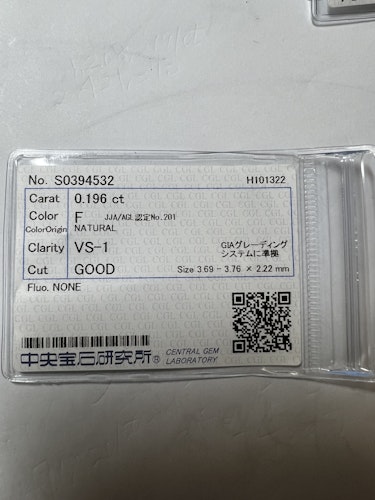 No. S0394532 HI01322
Carat 0.196 ct
Color F JJA/AGL認定No.201
ColorOrigin NATURAL
Clarity VS-1 GIAグレーディング
システムに準拠
Cut GOOD Size 3.69 - 3.76 × 2.22 mm
Fluo. NONE
中央宝石研究所® CENTRAL GEM
LABORATORY